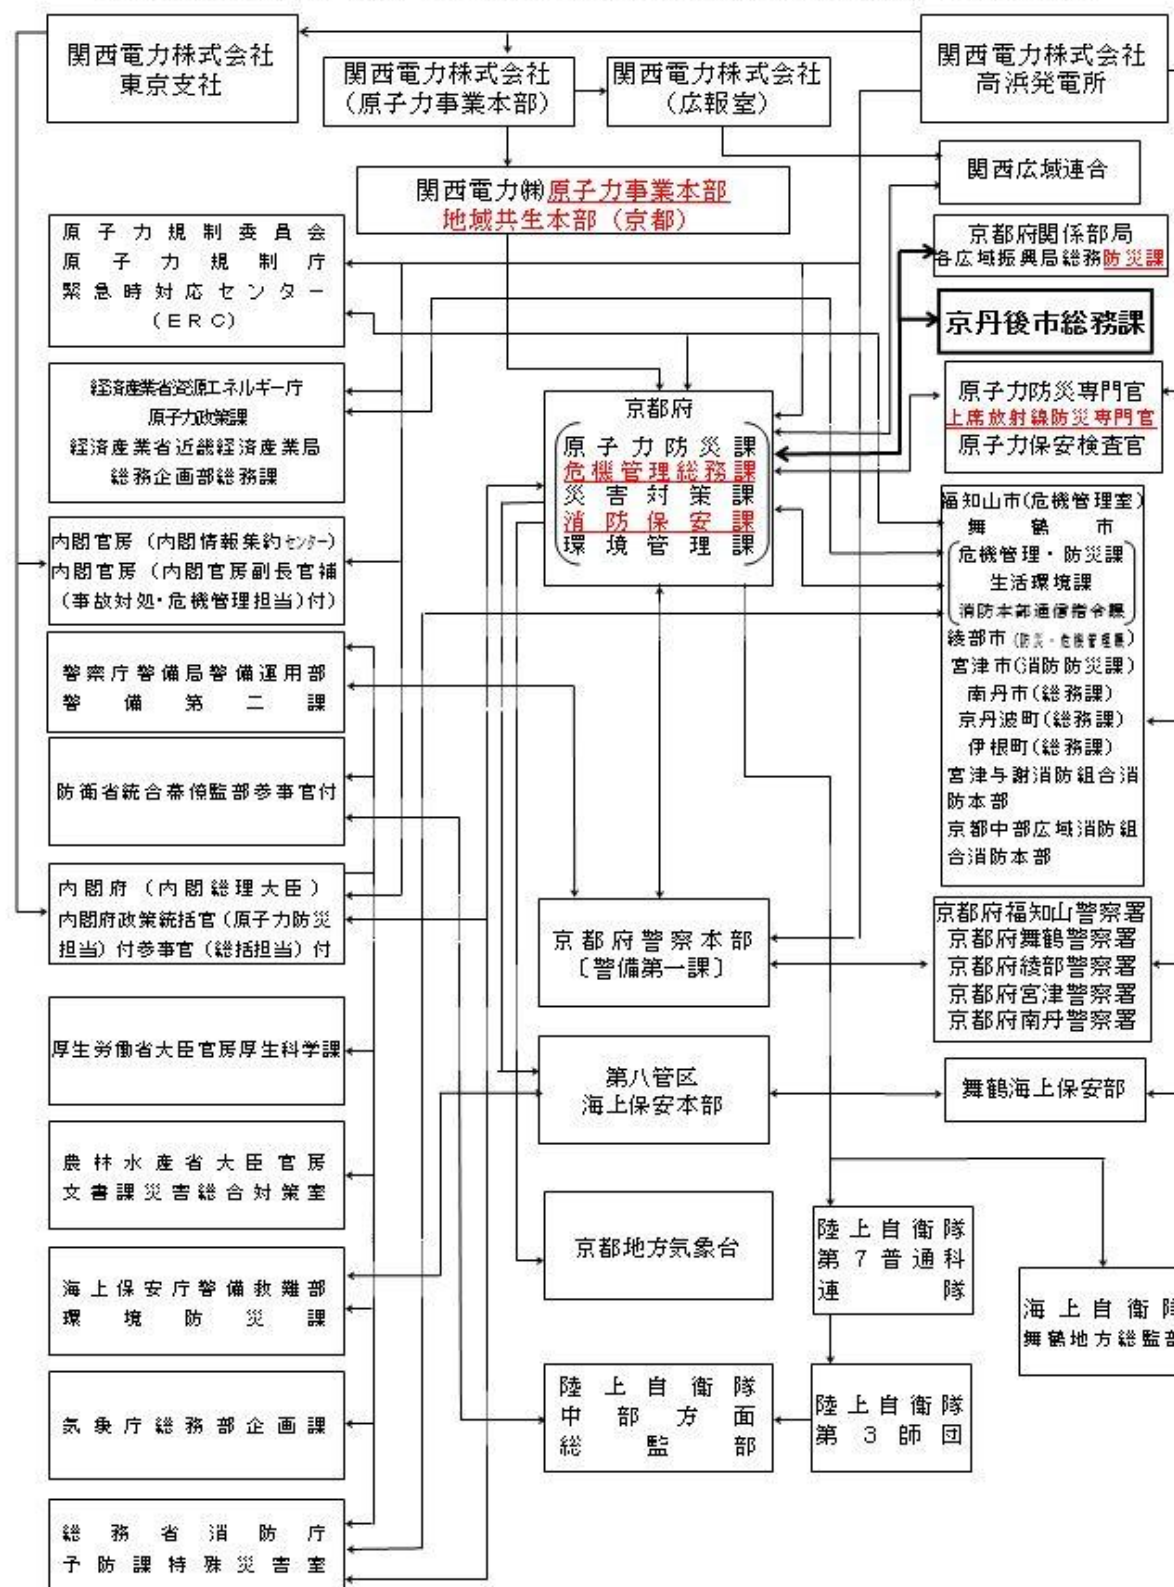 関西電力株式会社
東京支社
関西電力株式会社
(原子力事業本部)
関西電力株式会社
(広報室)
関西電力株式会社
高浜発電所
関西広域連合
関西電力㈱原子力事業本部
地域共生本部(京都)
京都府関係部局
各広域振興局総務防災課
原子力規制委員会
原子力規制庁
緊急時対応センター
(ERC)
京丹後市総務課
経済産業省資源エネルギー庁
原子力政策課
経済産業省近畿経済産業局
総務企画部総務課
京都府
原子力防災課
危機管理総務課
災害対策課
消防保安課
環境管理課
原子力防災専門官
上席放射線防災専門官
原子力保安検査官
内閣官房(内閣情報集約センター)
内閣官房(内閣官房副長官補
(事故対処・危機管理担当)付)
福知山市(危機管理室)
舞鶴市
危機管理・防災課
生活環境課
消防本部通信指令課
綾部市(防災・危機管理課)
宮津市(消防防災課)
南丹市(総務課)
京丹波町(総務課)
伊根町(総務課)
宮津与謝消防組合消
防本部
京都中部広域消防組
合消防本部
警察庁警備局警備運用部
警備第二課
防衛省統合幕僚監部参事官付
内閣府(内閣総理大臣)
内閣府政策統括官(原子力防災
担当)付参事官(総括担当)付
京都府警察本部
〔警備第一課〕
京都府福知山警察署
京都府舞鶴警察署
京都府綾部警察署
京都府宮津警察署
京都府南丹警察署
厚生労働省大臣官房厚生科学課
第八管区
海上保安本部
舞鶴海上保安部
農林水産省大臣官房
文書課災害総合対策室
京都地方気象台
陸上自衛隊
第7普通科
連隊
海上保安庁警備救難部
環境防災課
海上自衛隊
舞鶴地方総監部
気象庁総務部企画課
陸上自衛隊
中部方面
総監部
陸上自衛隊
第3師団
総務省消防庁
予防課特殊災害室